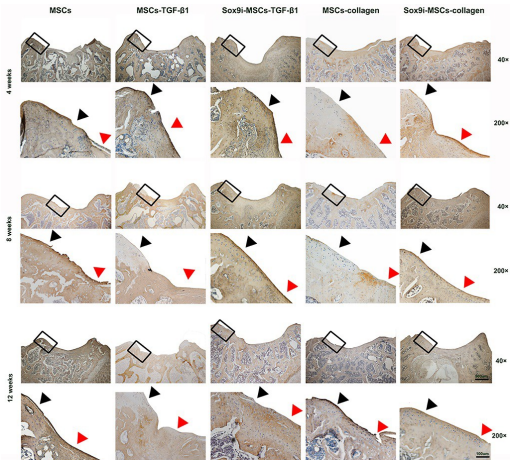 MSCs MSCs-TGF-β1 Sox9i-MSCs-TGF-β1 MSCs-collagen Sox9i-MSCs-collagen
4 weeks
40×
200×
8 weeks
40×
200×
12 weeks
40×
200×
100um